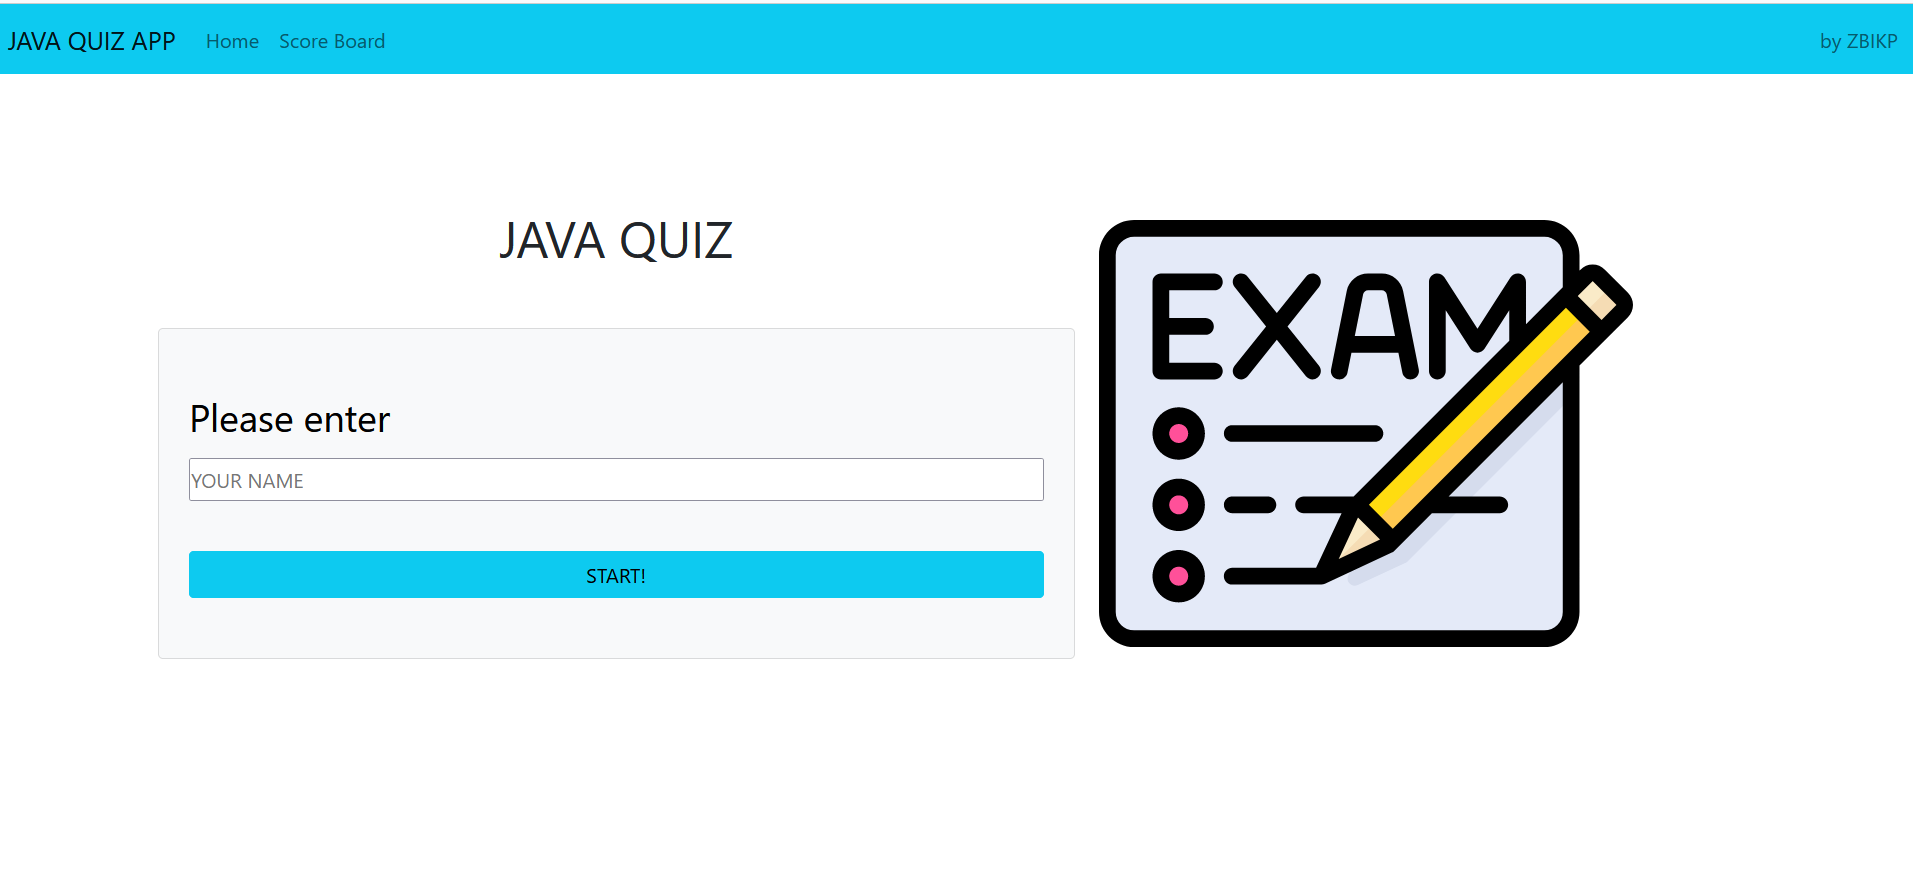 JAVA QUIZ APP Home Score Board by ZBIKP
JAVA QUIZ
Please enter
YOUR NAME
START!
EXAM